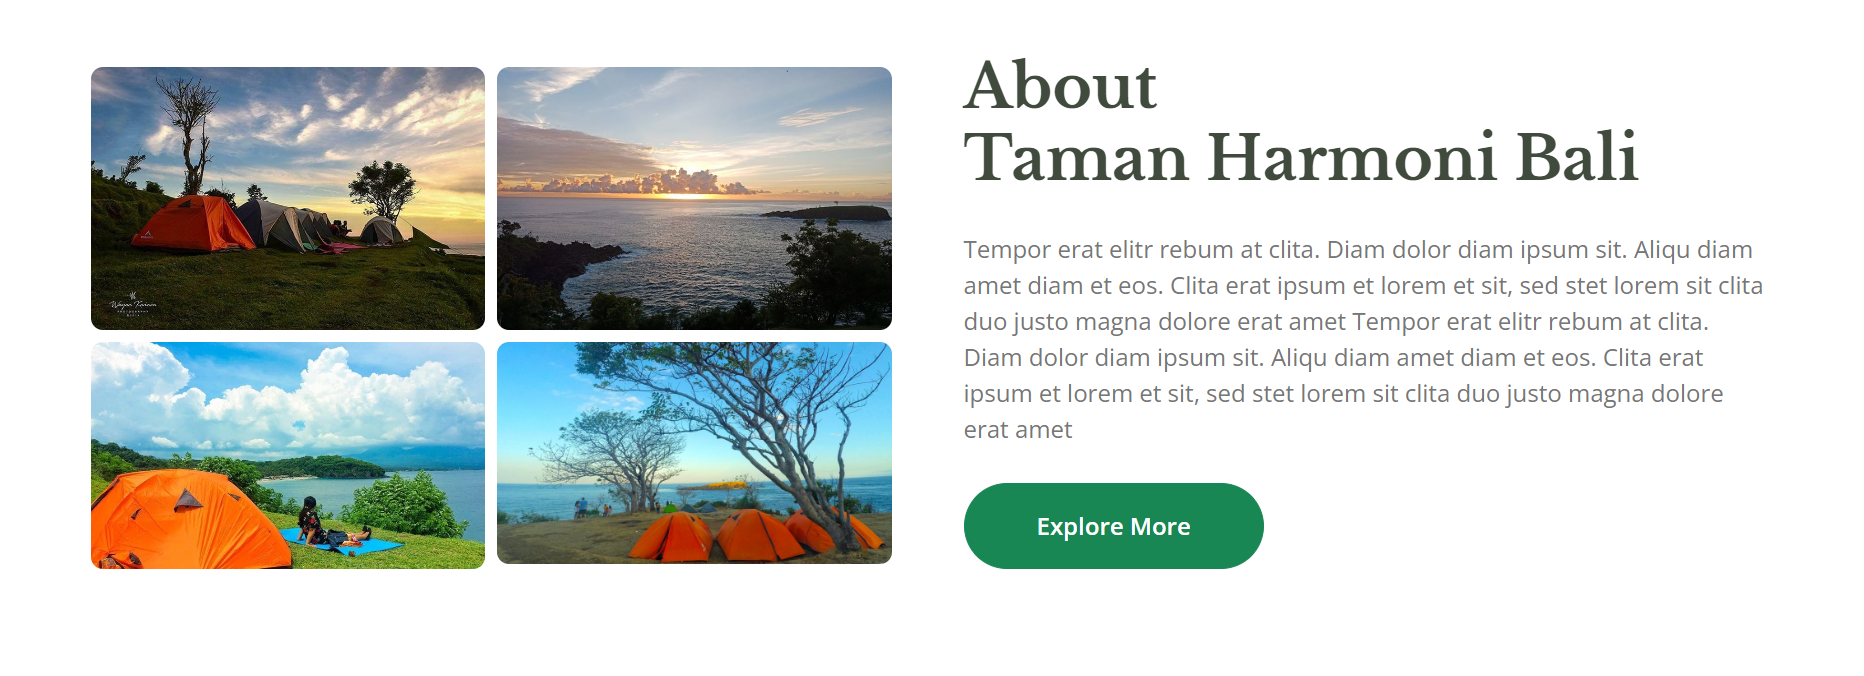 About
Taman Harmoni Bali
Tempor erat elitr rebum at clita. Diam dolor diam ipsum sit. Aliqu diam
amet diam et eos. Clita erat ipsum et lorem et sit, sed stet lorem sit clita
duo justo magna dolore erat amet Tempor erat elitr rebum at clita.
Diam dolor diam ipsum sit. Aliqu diam amet diam et eos. Clita erat
ipsum et lorem et sit, sed stet lorem sit clita duo justo magna dolore
erat amet
Explore More